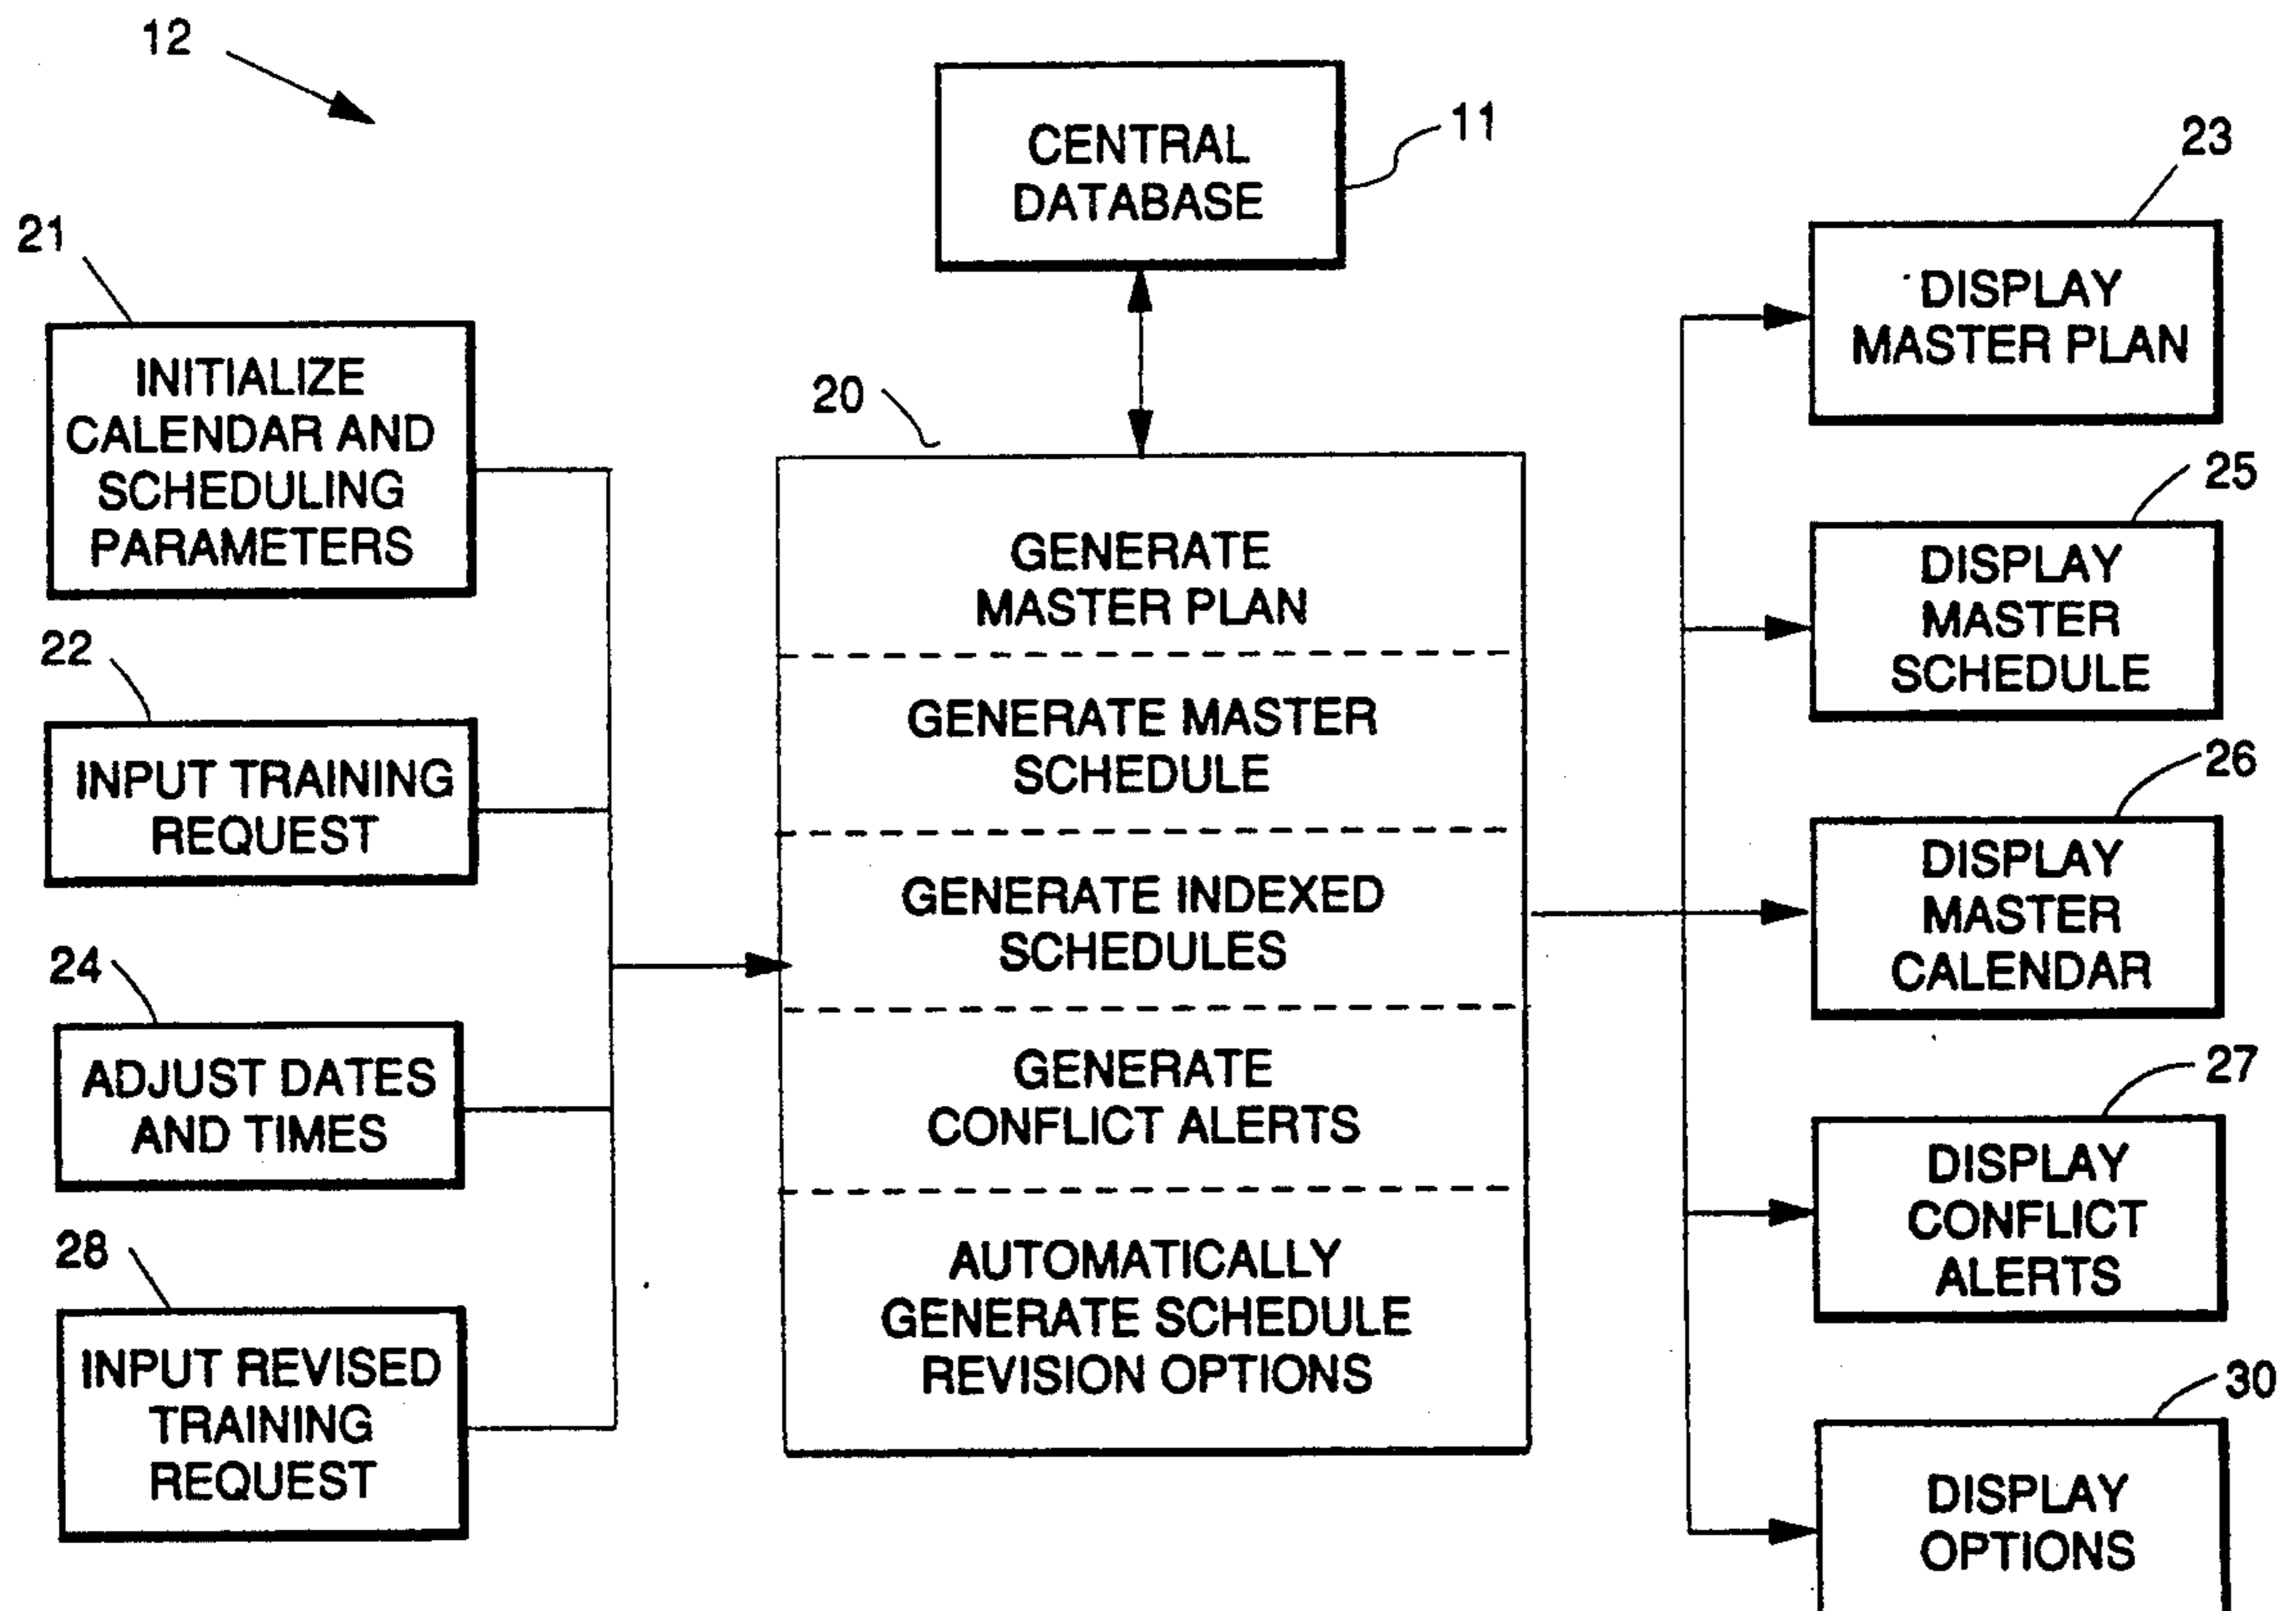 12
CENTRAL
DATABASE
11
21
INITIALIZE
CALENDAR AND
SCHEDULING
PARAMETERS
22
INPUT TRAINING
REQUEST
24
ADJUST DATES
AND TIMES
28
INPUT REVISED
TRAINING
REQUEST
20
GENERATE
MASTER PLAN
GENERATE MASTER
SCHEDULE
GENERATE INDEXED
SCHEDULES
GENERATE
CONFLICT ALERTS
AUTOMATICALLY
GENERATE SCHEDULE
REVISION OPTIONS
23
DISPLAY
MASTER PLAN
25
DISPLAY
MASTER
SCHEDULE
26
DISPLAY
MASTER
CALENDAR
27
DISPLAY
CONFLICT
ALERTS
30
DISPLAY
OPTIONS